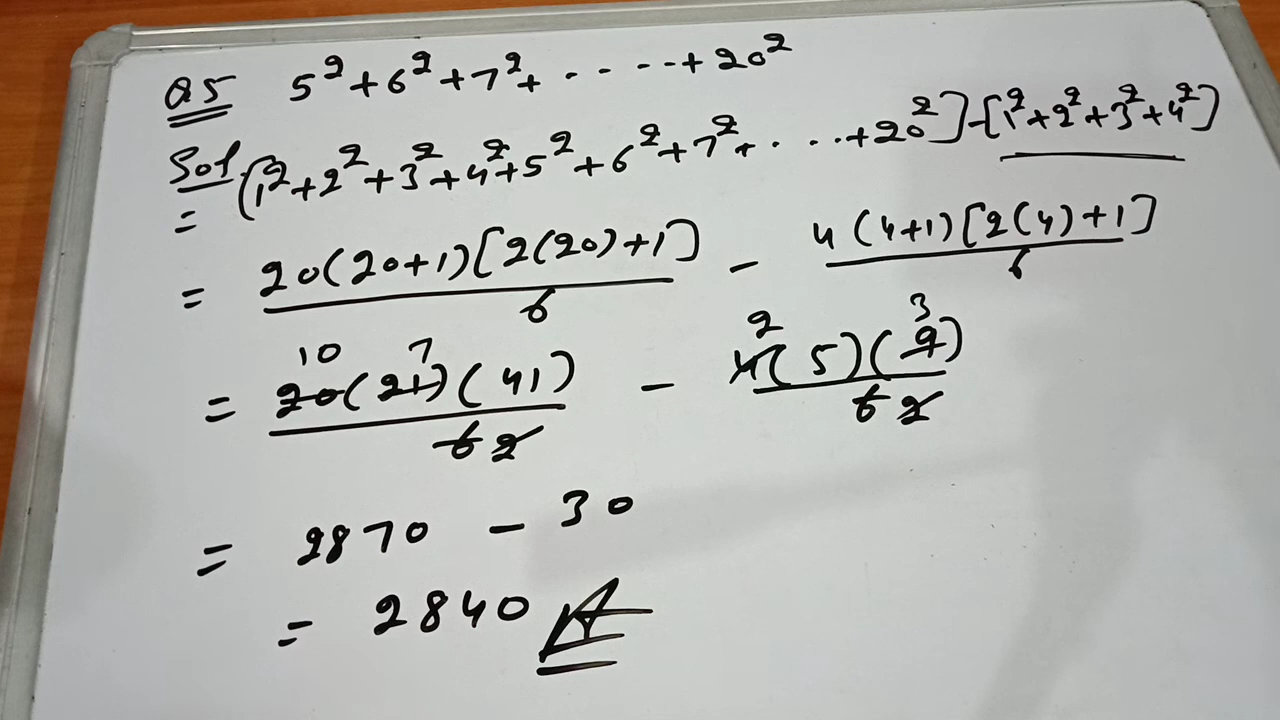 Q5 5² + 6² + 7² + ..... + 20²
Sol (1² + 2² + 3² + 4² + 5² + 6² + 7² + ..... + 20²] - [1² + 2² + 3² + 4²]
=
= 20(20+1)[2(20)+1] / 6 - 4(4+1)[2(4)+1] / 6
10 7 2 3
= 20(21)(41) / 6 2 - 4(5)(9) / 6 2
= 2870 - 30
= 2840